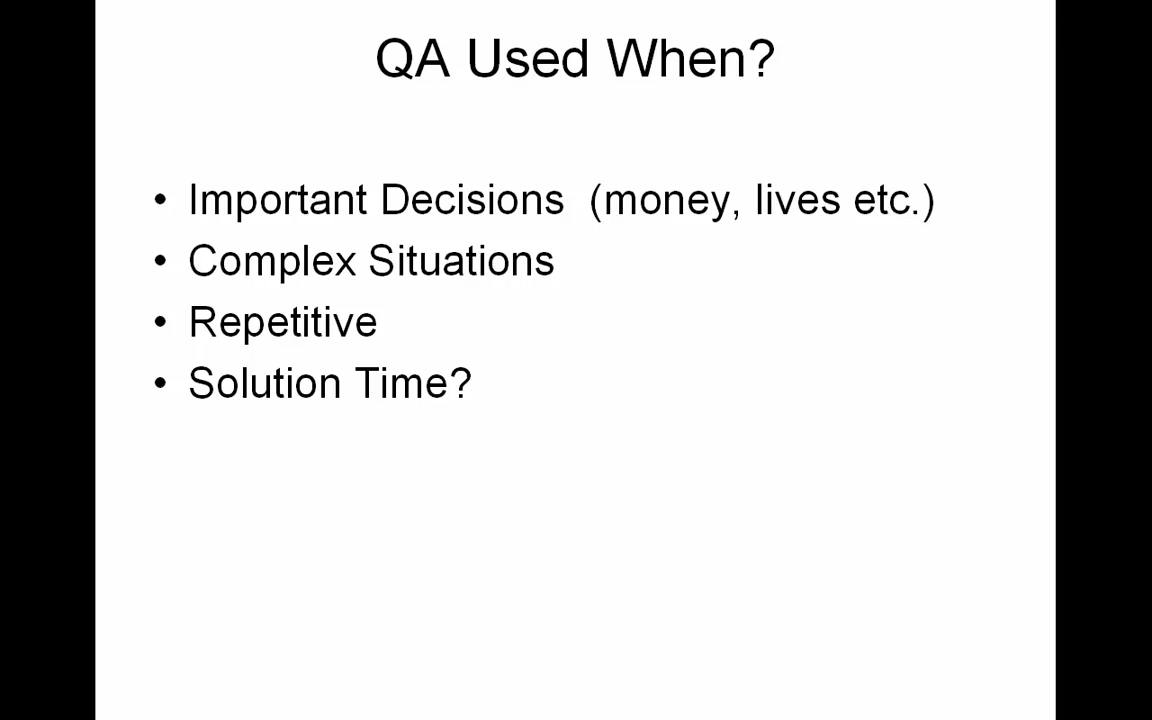 QA Used When?
• Important Decisions (money, lives etc.)
• Complex Situations
• Repetitive
• Solution Time?